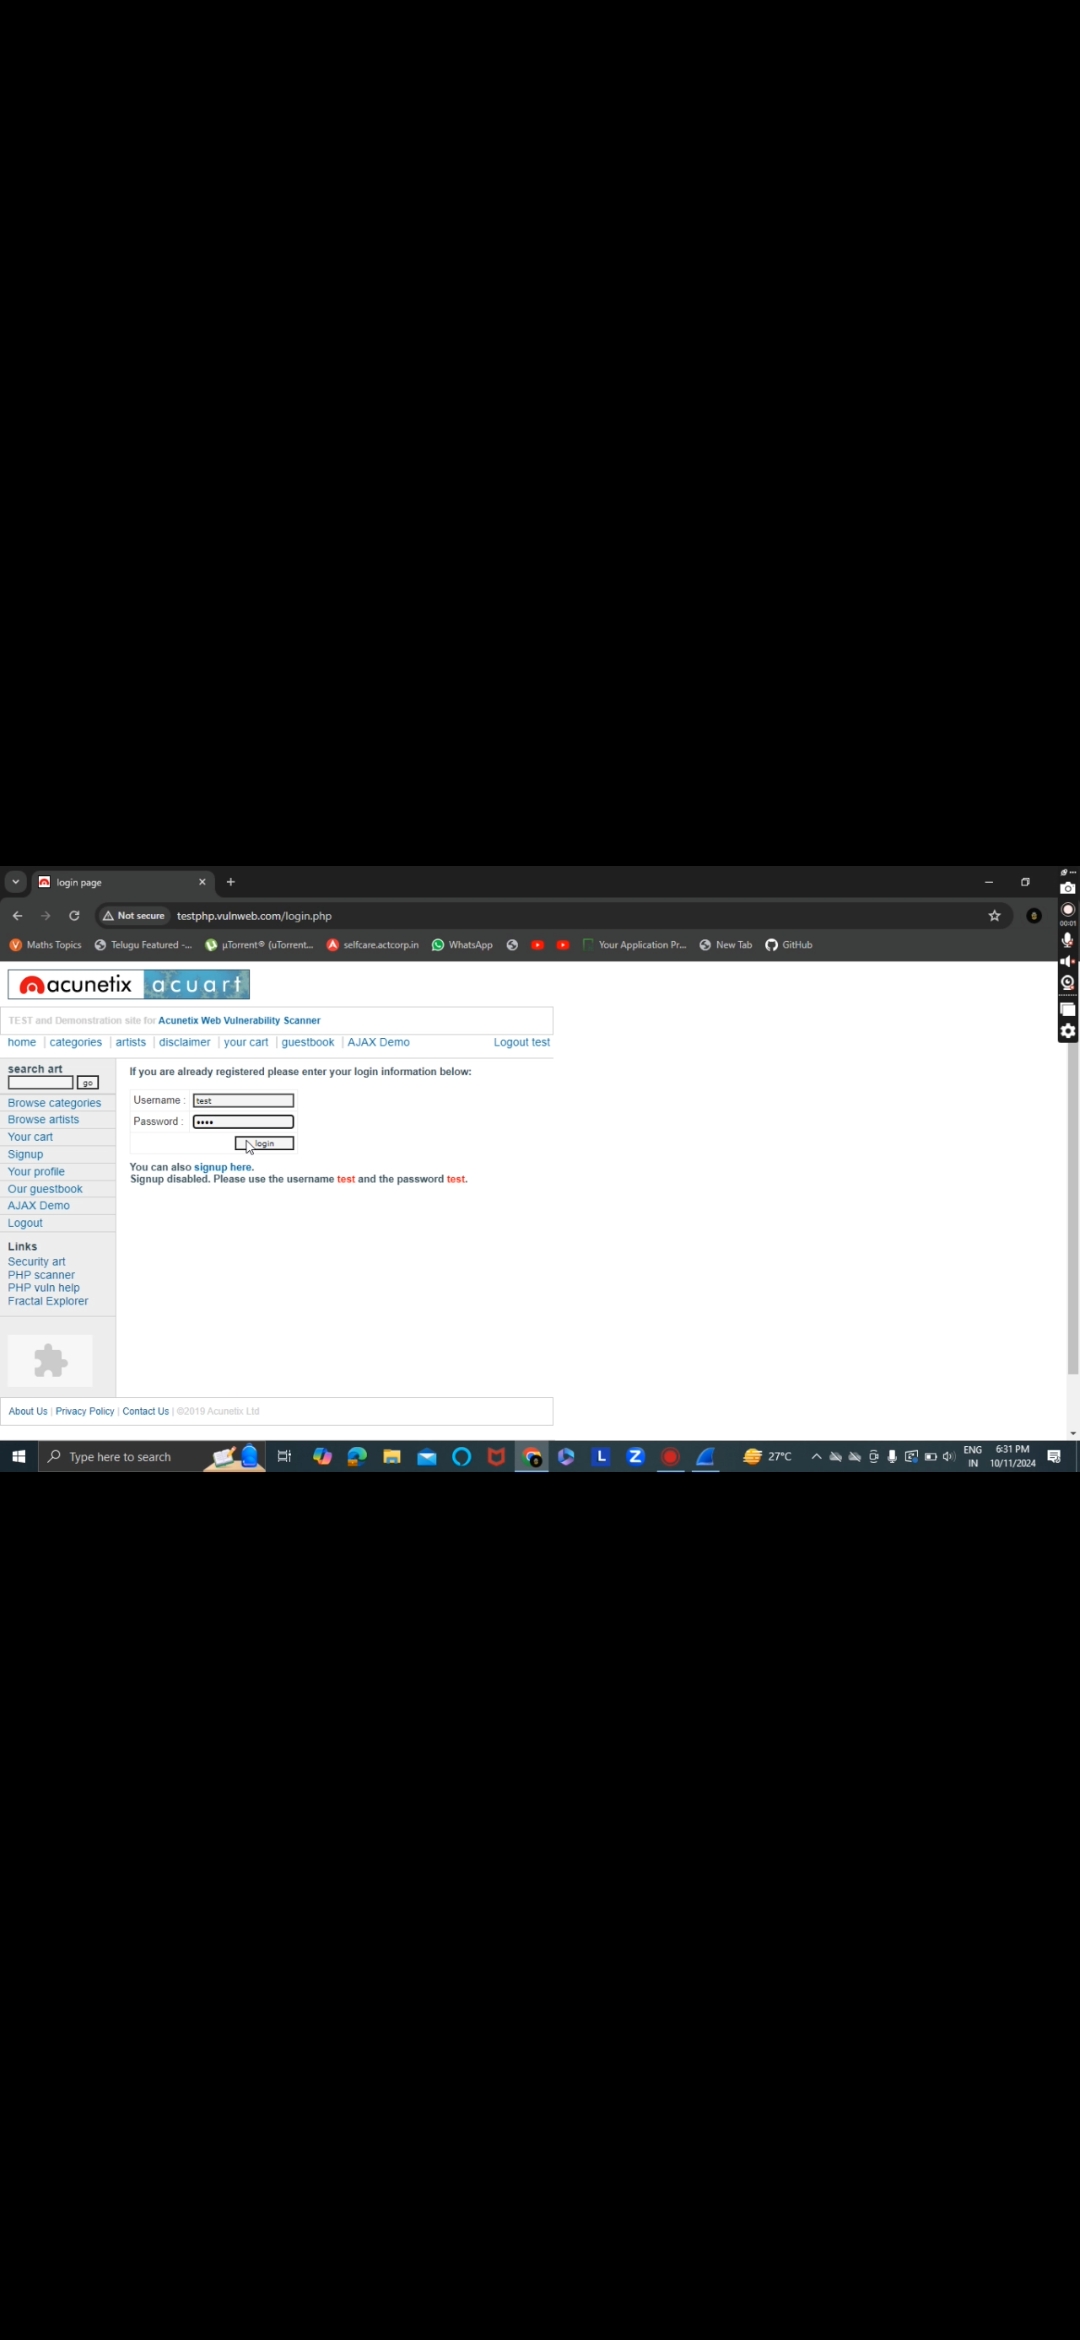 login page
Not secure testphp.vulnweb.com/login.php
00:01
Maths Topics Telugu Featured -... µTorrent® (uTorrent... selfcare.actcorp.in WhatsApp Your Application Pr... New Tab GitHub
acunetix acuart
TEST and Demonstration site for Acunetix Web Vulnerability Scanner
home | categories | artists | disclaimer | your cart | guestbook | AJAX Demo Logout test
search art
go
Browse categories
Browse artists
Your cart
Signup
Your profile
Our guestbook
AJAX Demo
Logout
Links
Security art
PHP scanner
PHP vuln help
Fractal Explorer
If you are already registered please enter your login information below:
Username : test
Password : ••••
login
You can also signup here.
Signup disabled. Please use the username test and the password test.
About Us | Privacy Policy | Contact Us | ©2019 Acunetix Ltd
Type here to search L Z 27°C ENG 6:31 PM
IN 10/11/2024